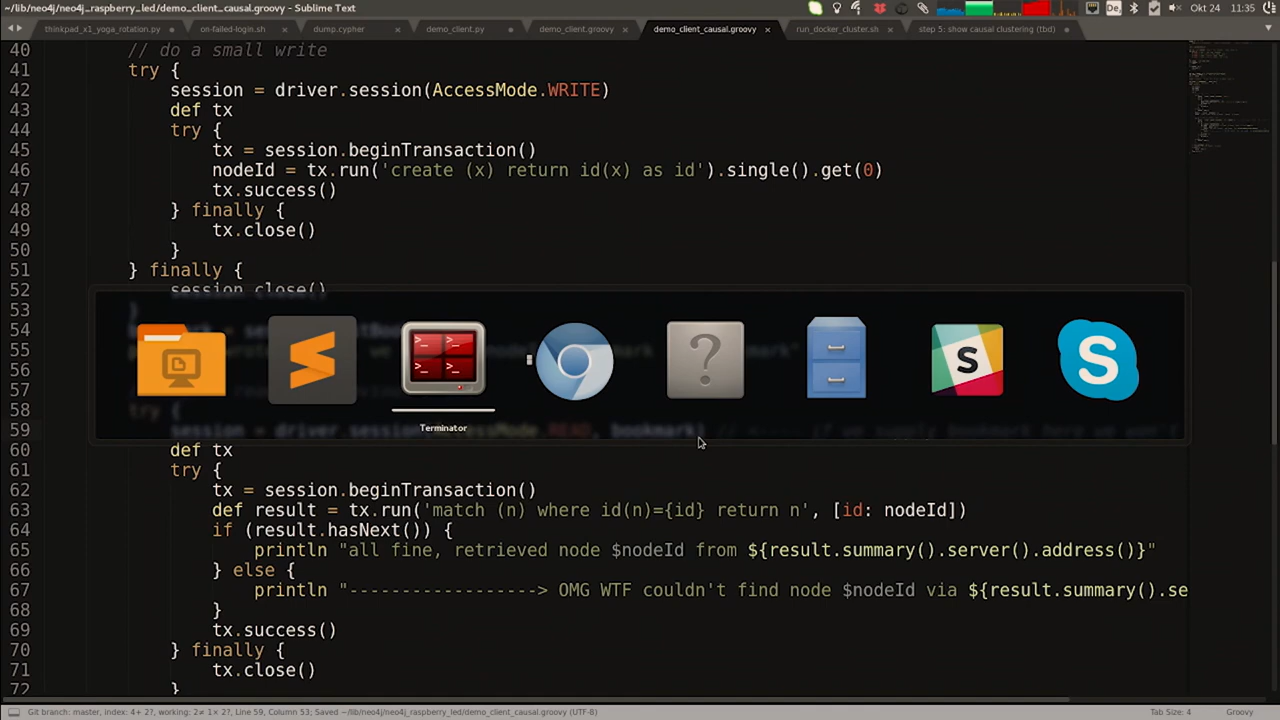 ~/lib/neo4j/neo4j_raspberry_led/demo_client_causal.groovy - Sublime Text
De
Okt 24
11:35
thinkpad_x1_yoga_rotation.py
on-failed-login.sh
dump.cypher
demo_client.py
demo_client.groovy
demo_client_causal.groovy
run_docker_cluster.sh
step 5: show causal clustering (tbd)
40 // do a small write
41 try {
42 session = driver.session(AccessMode.WRITE)
43 def tx
44 try {
45 tx = session.beginTransaction()
46 nodeId = tx.run('create (x) return id(x) as id').single().get(0)
47 tx.success()
48 } finally {
49 tx.close()
50 }
51 } finally {
52 session.close()
53 }
54
55
56
57
58 try {
59 session = driver.session(AccessMode.READ, bookmark)
60 def tx
61 try {
62 tx = session.beginTransaction()
63 def result = tx.run('match (n) where id(n)={id} return n', [id: nodeId])
64 if (result.hasNext()) {
65 println "all fine, retrieved node $nodeId from ${result.summary().server().address()}"
66 } else {
67 println "------------------> OMG WTF couldn't find node $nodeId via ${result.summary().se
68 }
69 tx.success()
70 } finally {
71 tx.close()
72 }
Terminator
Git branch: master, index: 4+ 2?, working: 2≠ 1× 2?, Line 59, Column 53; Saved ~/lib/neo4j/neo4j_raspberry_led/demo_client_causal.groovy (UTF-8)
Tab Size: 4
Groovy